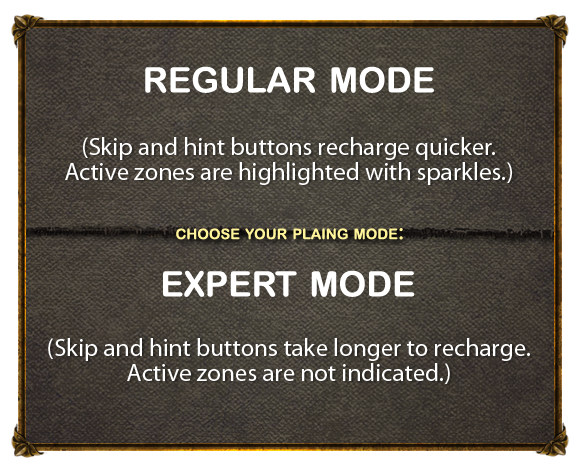 REGULAR MODE
(Skip and hint buttons recharge quicker.
Active zones are highlighted with sparkles.)
CHOOSE YOUR PLAING MODE:
EXPERT MODE
(Skip and hint buttons take longer to recharge.
Active zones are not indicated.)